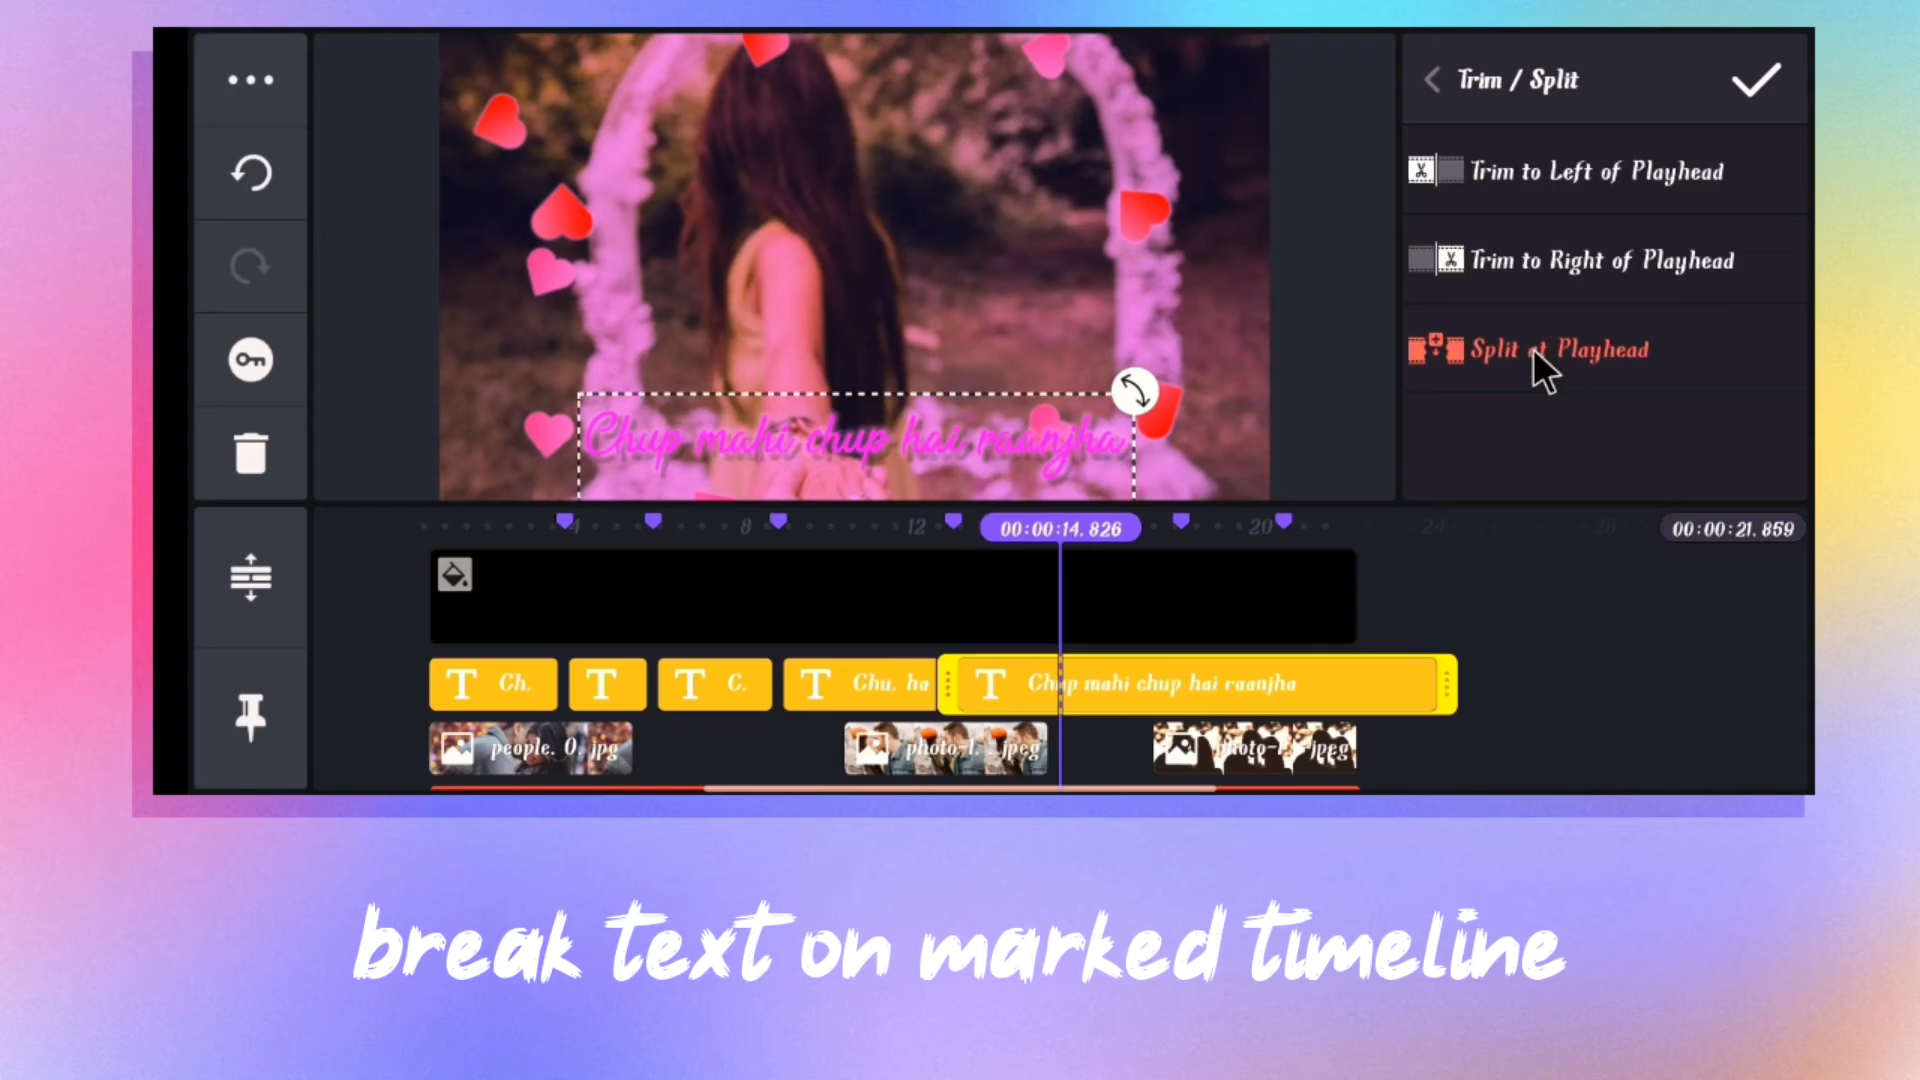 Trim / Split
Trim to Left of Playhead
Trim to Right of Playhead
Split at Playhead
Chup mahi chup hai raanjha
4 8 12 00:00:14.826 20 24 28 00:00:21.859
T Ch. T T C. T Chu. ha T Chup mahi chup hai raanjha
people. 0. jpg photo-1. .jpeg jpeg
break text on marked timeline